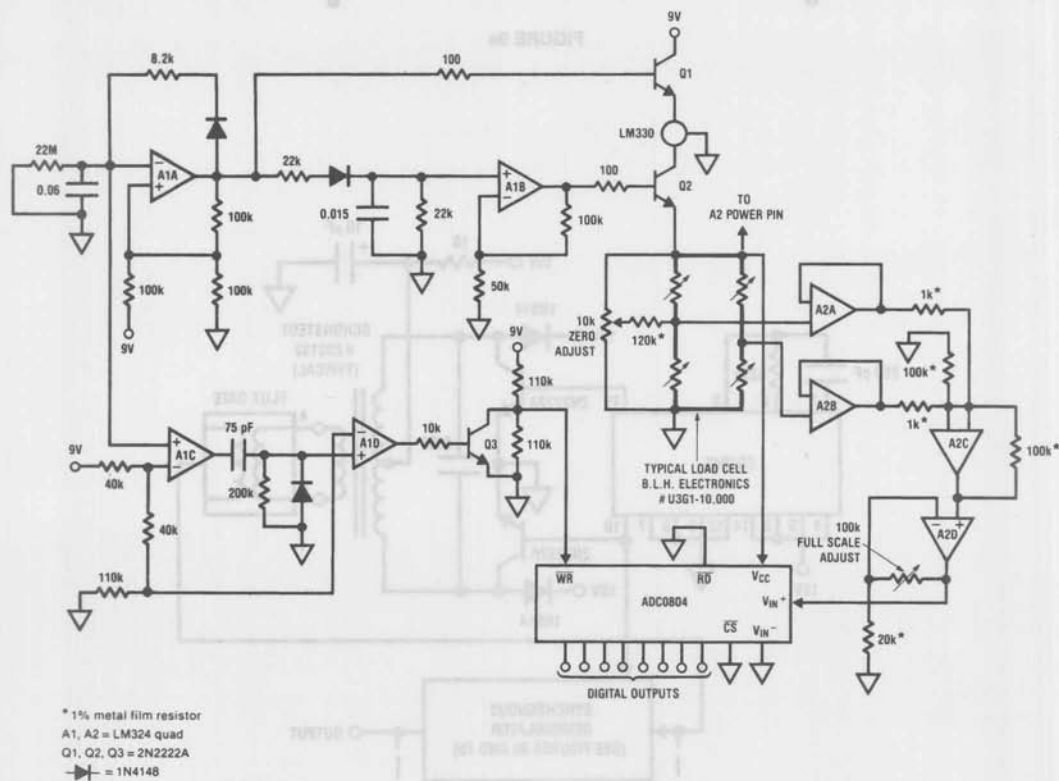 9V
8.2k
100
Q1
LM330
22M
0.06
−
+
A1A
22k
100k
0.015
22k
+
−
A1B
100
Q2
100k
TO
A2 POWER PIN
100k
100k
9V
50k
9V
10k
ZERO
ADJUST
120k*
A2A
1k*
100k*
A2B
1k*
A2C
100k*
110k
110k
9V
40k
+
−
A1C
75 pF
200k
−
+
A1D
10k
Q3
40k
110k
TYPICAL LOAD CELL
B.L.H. ELECTRONICS
# U3G1-10,000
100k
FULL SCALE
ADJUST
− +
A2D
20k*
WR
RD
VCC
ADC0804
VIN+
CS
VIN−
DIGITAL OUTPUTS
* 1% metal film resistor
A1, A2 = LM324 quad
Q1, Q2, Q3 = 2N2222A
= 1N4148